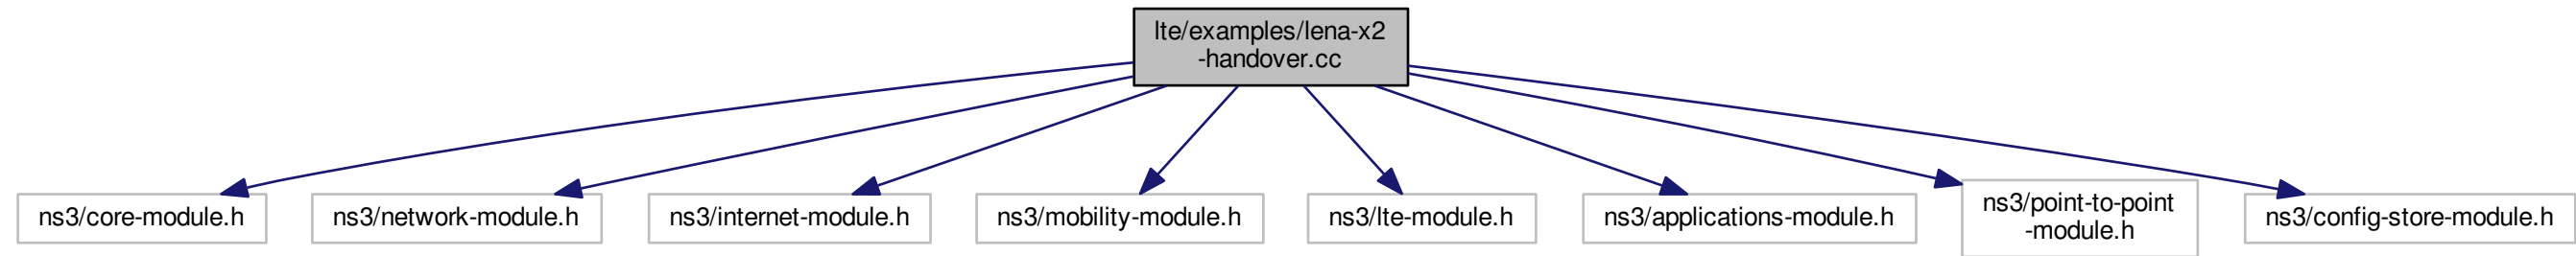 lte/examples/lena-x2
-handover.cc
ns3/core-module.h
ns3/network-module.h
ns3/internet-module.h
ns3/mobility-module.h
ns3/lte-module.h
ns3/applications-module.h
ns3/point-to-point
-module.h
ns3/config-store-module.h